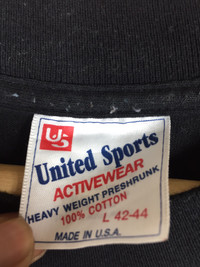 US
United Sports
ACTIVEWEAR
HEAVY WEIGHT PRESHRUNK
100% COTTON
L 42-44
MADE IN U.S.A.